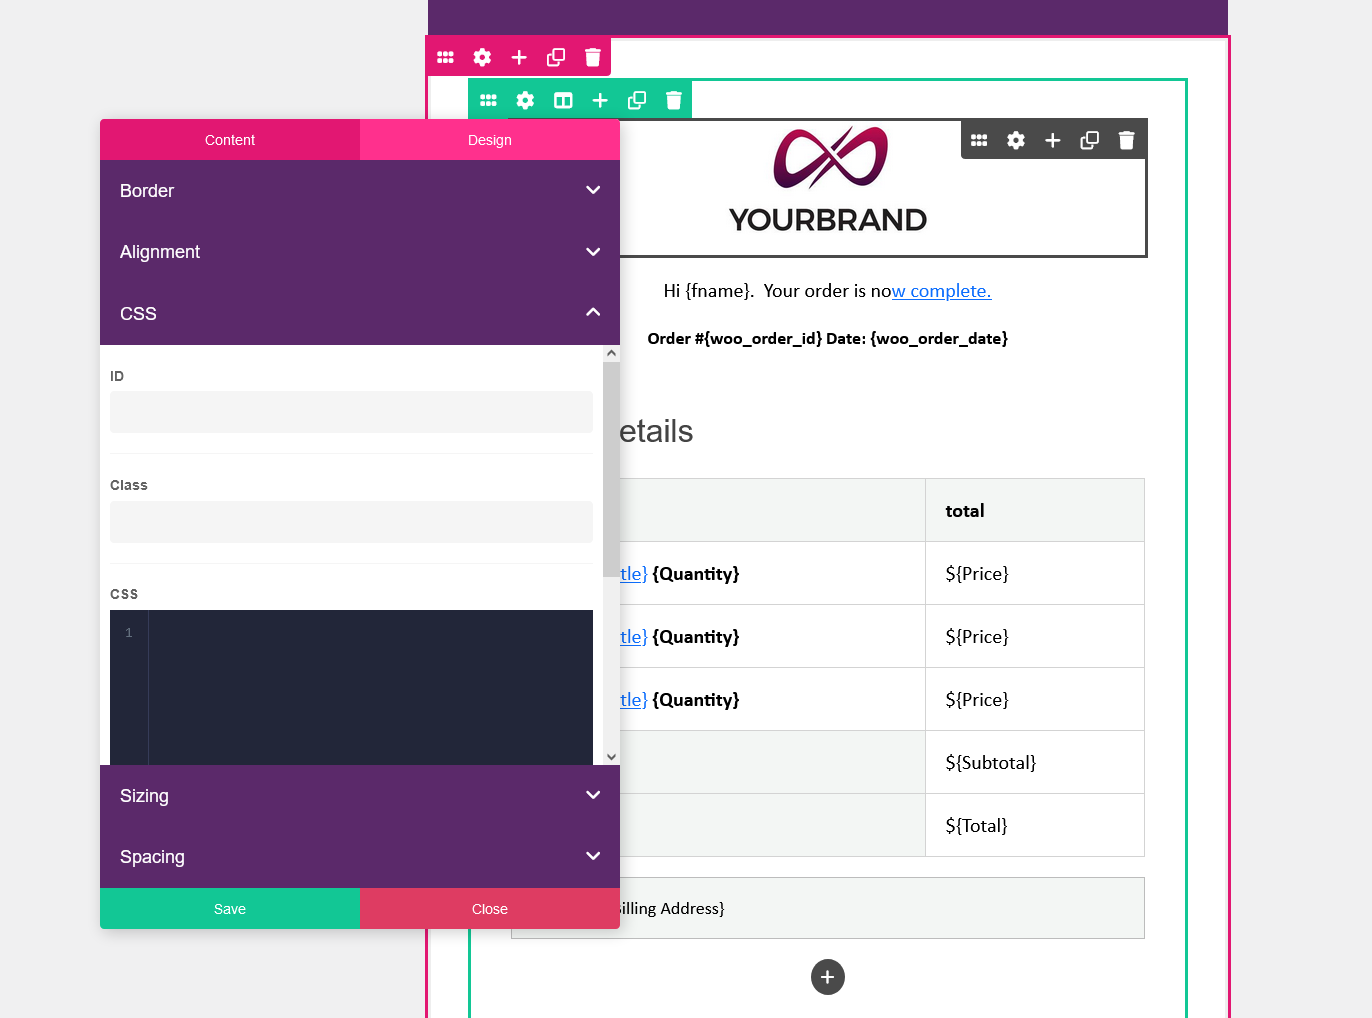 Content
Design
Border
Alignment
CSS
ID
Class
CSS
1
Sizing
Spacing
Save
Close
YOURBRAND
Hi {fname}.  Your order is now complete.
Order #{woo_order_id} Date: {woo_order_date}
etails
total
tle} {Quantity}
${Price}
tle} {Quantity}
${Price}
tle} {Quantity}
${Price}
${Subtotal}
${Total}
illing Address}